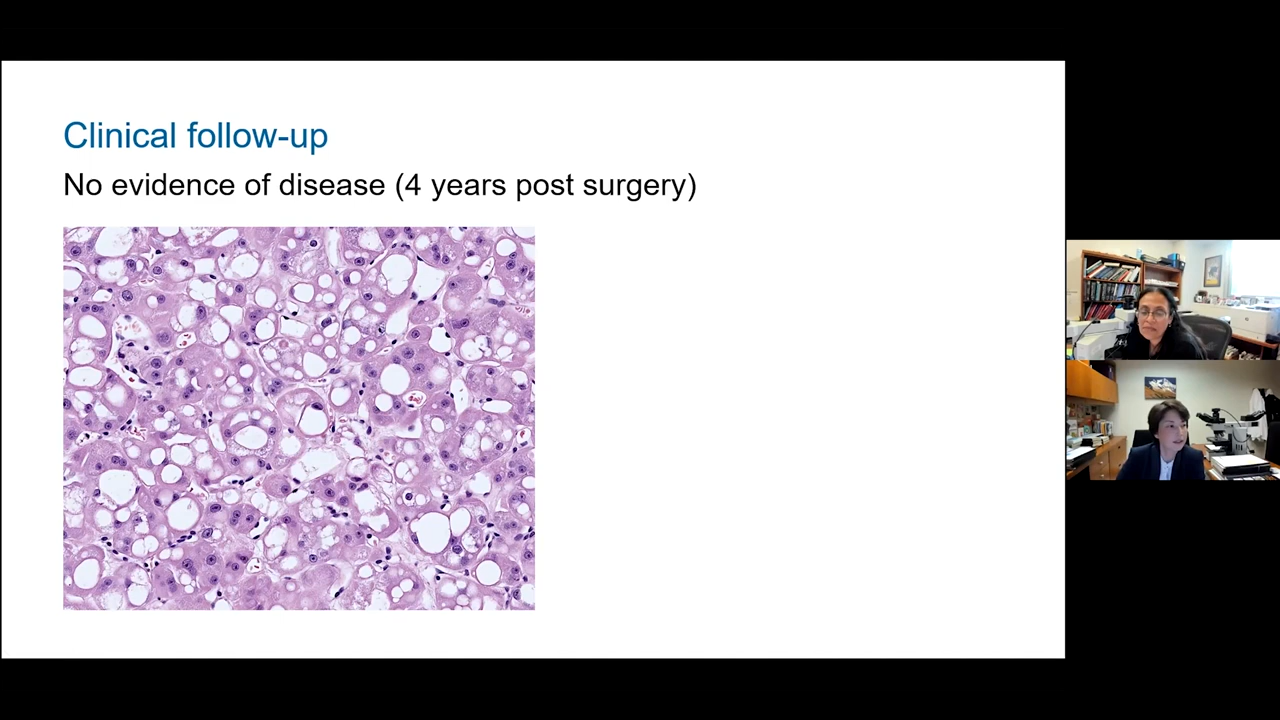 Clinical follow-up
No evidence of disease (4 years post surgery)